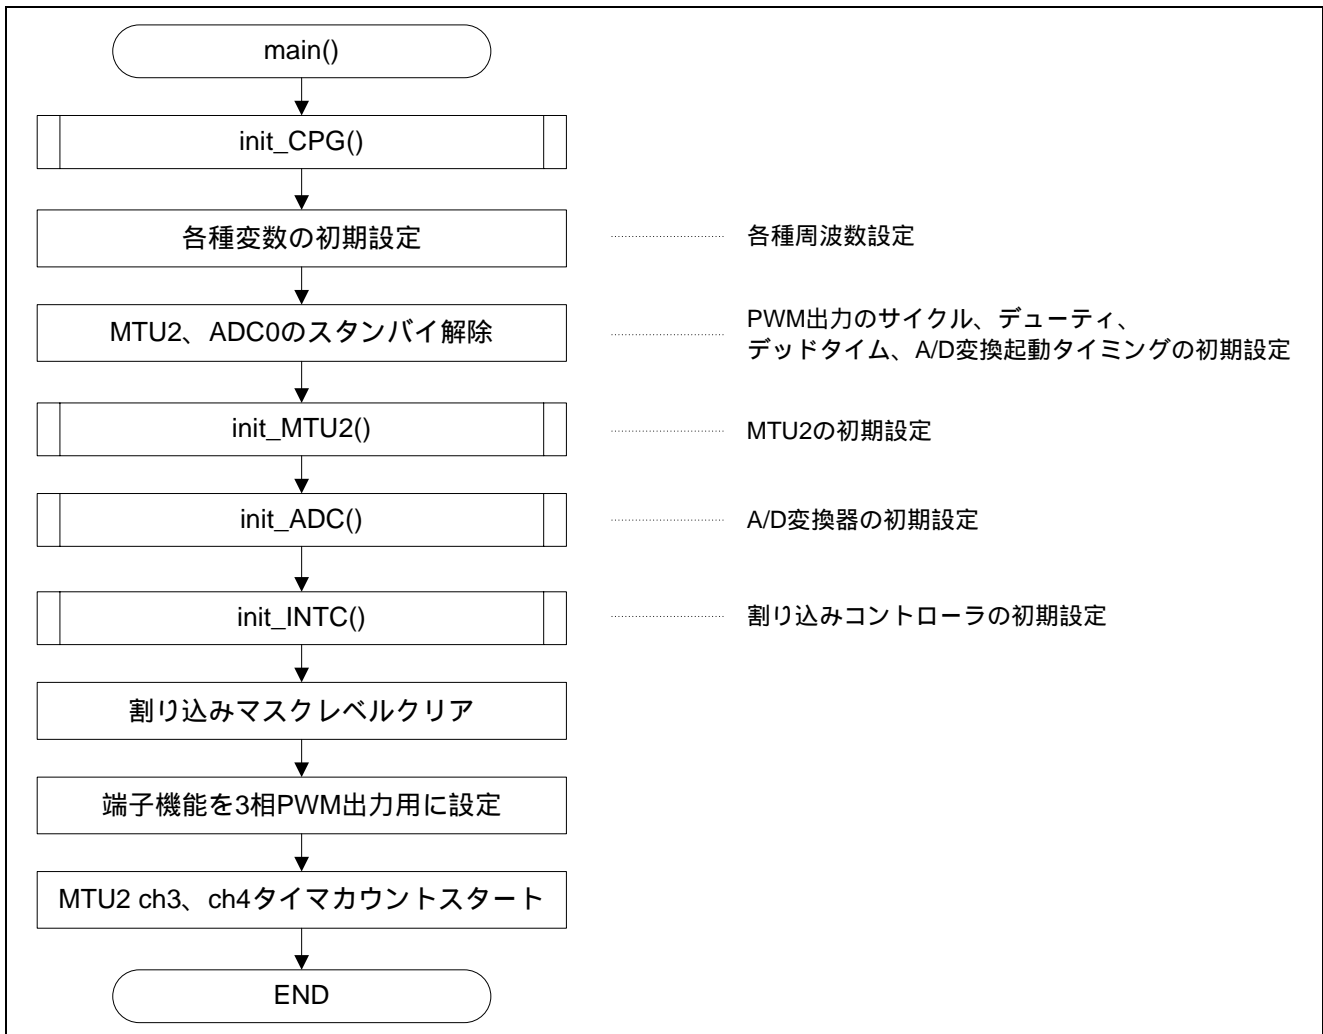 main()
init_CPG()
各種変数の初期設定
各種周波数設定
MTU2、ADC0のスタンバイ解除
PWM出力のサイクル、デューティ、
デッドタイム、A/D変換起動タイミングの初期設定
init_MTU2()
MTU2の初期設定
init_ADC()
A/D変換器の初期設定
init_INTC()
割り込みコントローラの初期設定
割り込みマスクレベルクリア
端子機能を3相PWM出力用に設定
MTU2 ch3、ch4タイマカウントスタート
END